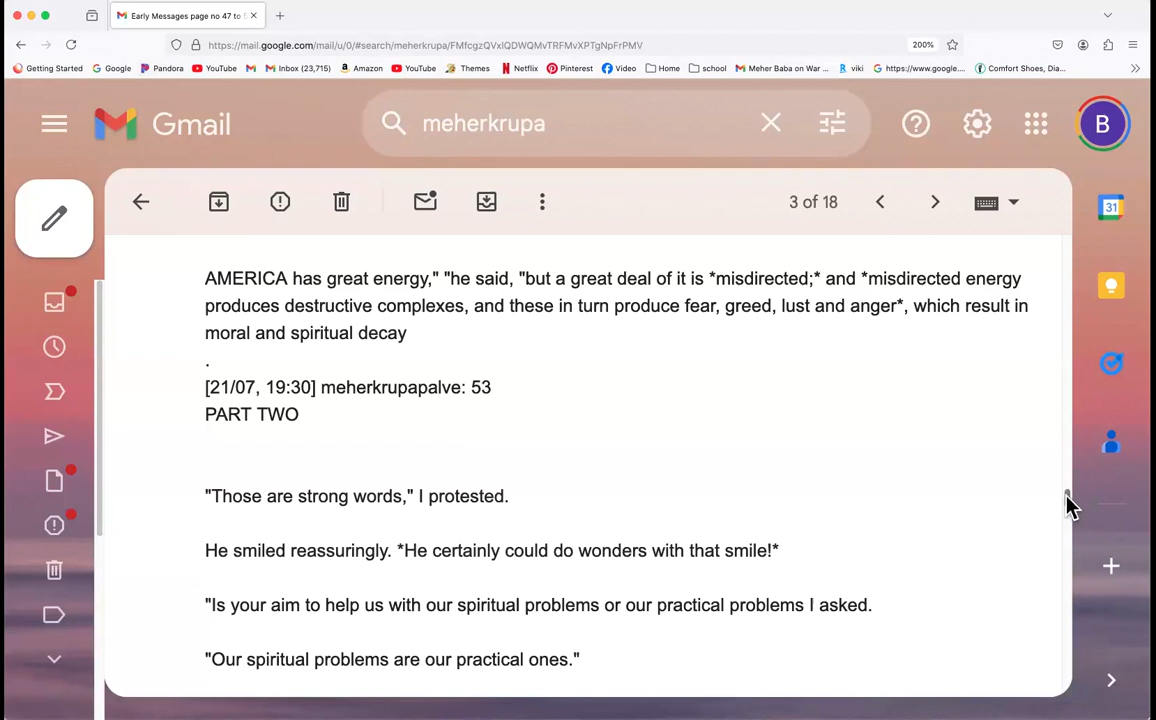 Early Messages page no 47 to 5
https://mail.google.com/mail/u/0/#search/meherkrupa/FMfcgzQVxlQDWQMvTRFMvXPTgNpFrPMV
200%
Getting Started
Google
Pandora
YouTube
Inbox (23,715)
Amazon
YouTube
Themes
Netflix
Pinterest
Video
Home
school
Meher Baba on War ...
viki
https://www.google....
Comfort Shoes, Dia...
Gmail
meherkrupa
B
3 of 18
31
AMERICA has great energy," "he said, "but a great deal of it is *misdirected;* and *misdirected energy
produces destructive complexes, and these in turn produce fear, greed, lust and anger*, which result in
moral and spiritual decay
.
[21/07, 19:30] meherkrupapalve: 53
PART TWO
"Those are strong words," I protested.
He smiled reassuringly. *He certainly could do wonders with that smile!*
"Is your aim to help us with our spiritual problems or our practical problems I asked.
"Our spiritual problems are our practical ones."